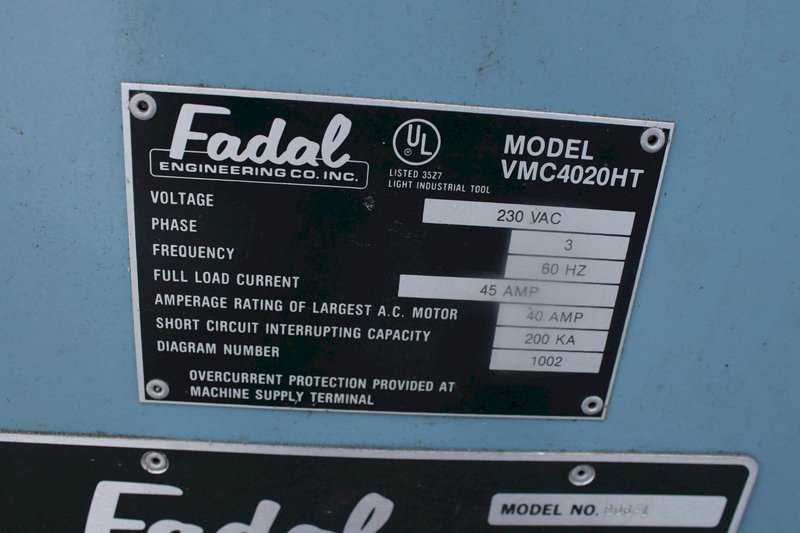 Fadal
ENGINEERING CO. INC.
UL
LISTED 35Z7
LIGHT INDUSTRIAL TOOL
MODEL
VMC4020HT
VOLTAGE 230 VAC
PHASE 3
FREQUENCY 60 HZ
FULL LOAD CURRENT 45 AMP
AMPERAGE RATING OF LARGEST A.C. MOTOR 40 AMP
SHORT CIRCUIT INTERRUPTING CAPACITY 200 KA
DIAGRAM NUMBER 1002
OVERCURRENT PROTECTION PROVIDED AT
MACHINE SUPPLY TERMINAL
Fadal
MODEL NO.